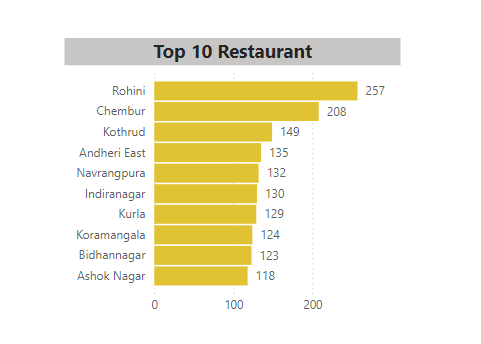 Top 10 Restaurant
Rohini 257
Chembur 208
Kothrud 149
Andheri East 135
Navrangpura 132
Indiranagar 130
Kurla 129
Koramangala 124
Bidhannagar 123
Ashok Nagar 118
0 100 200